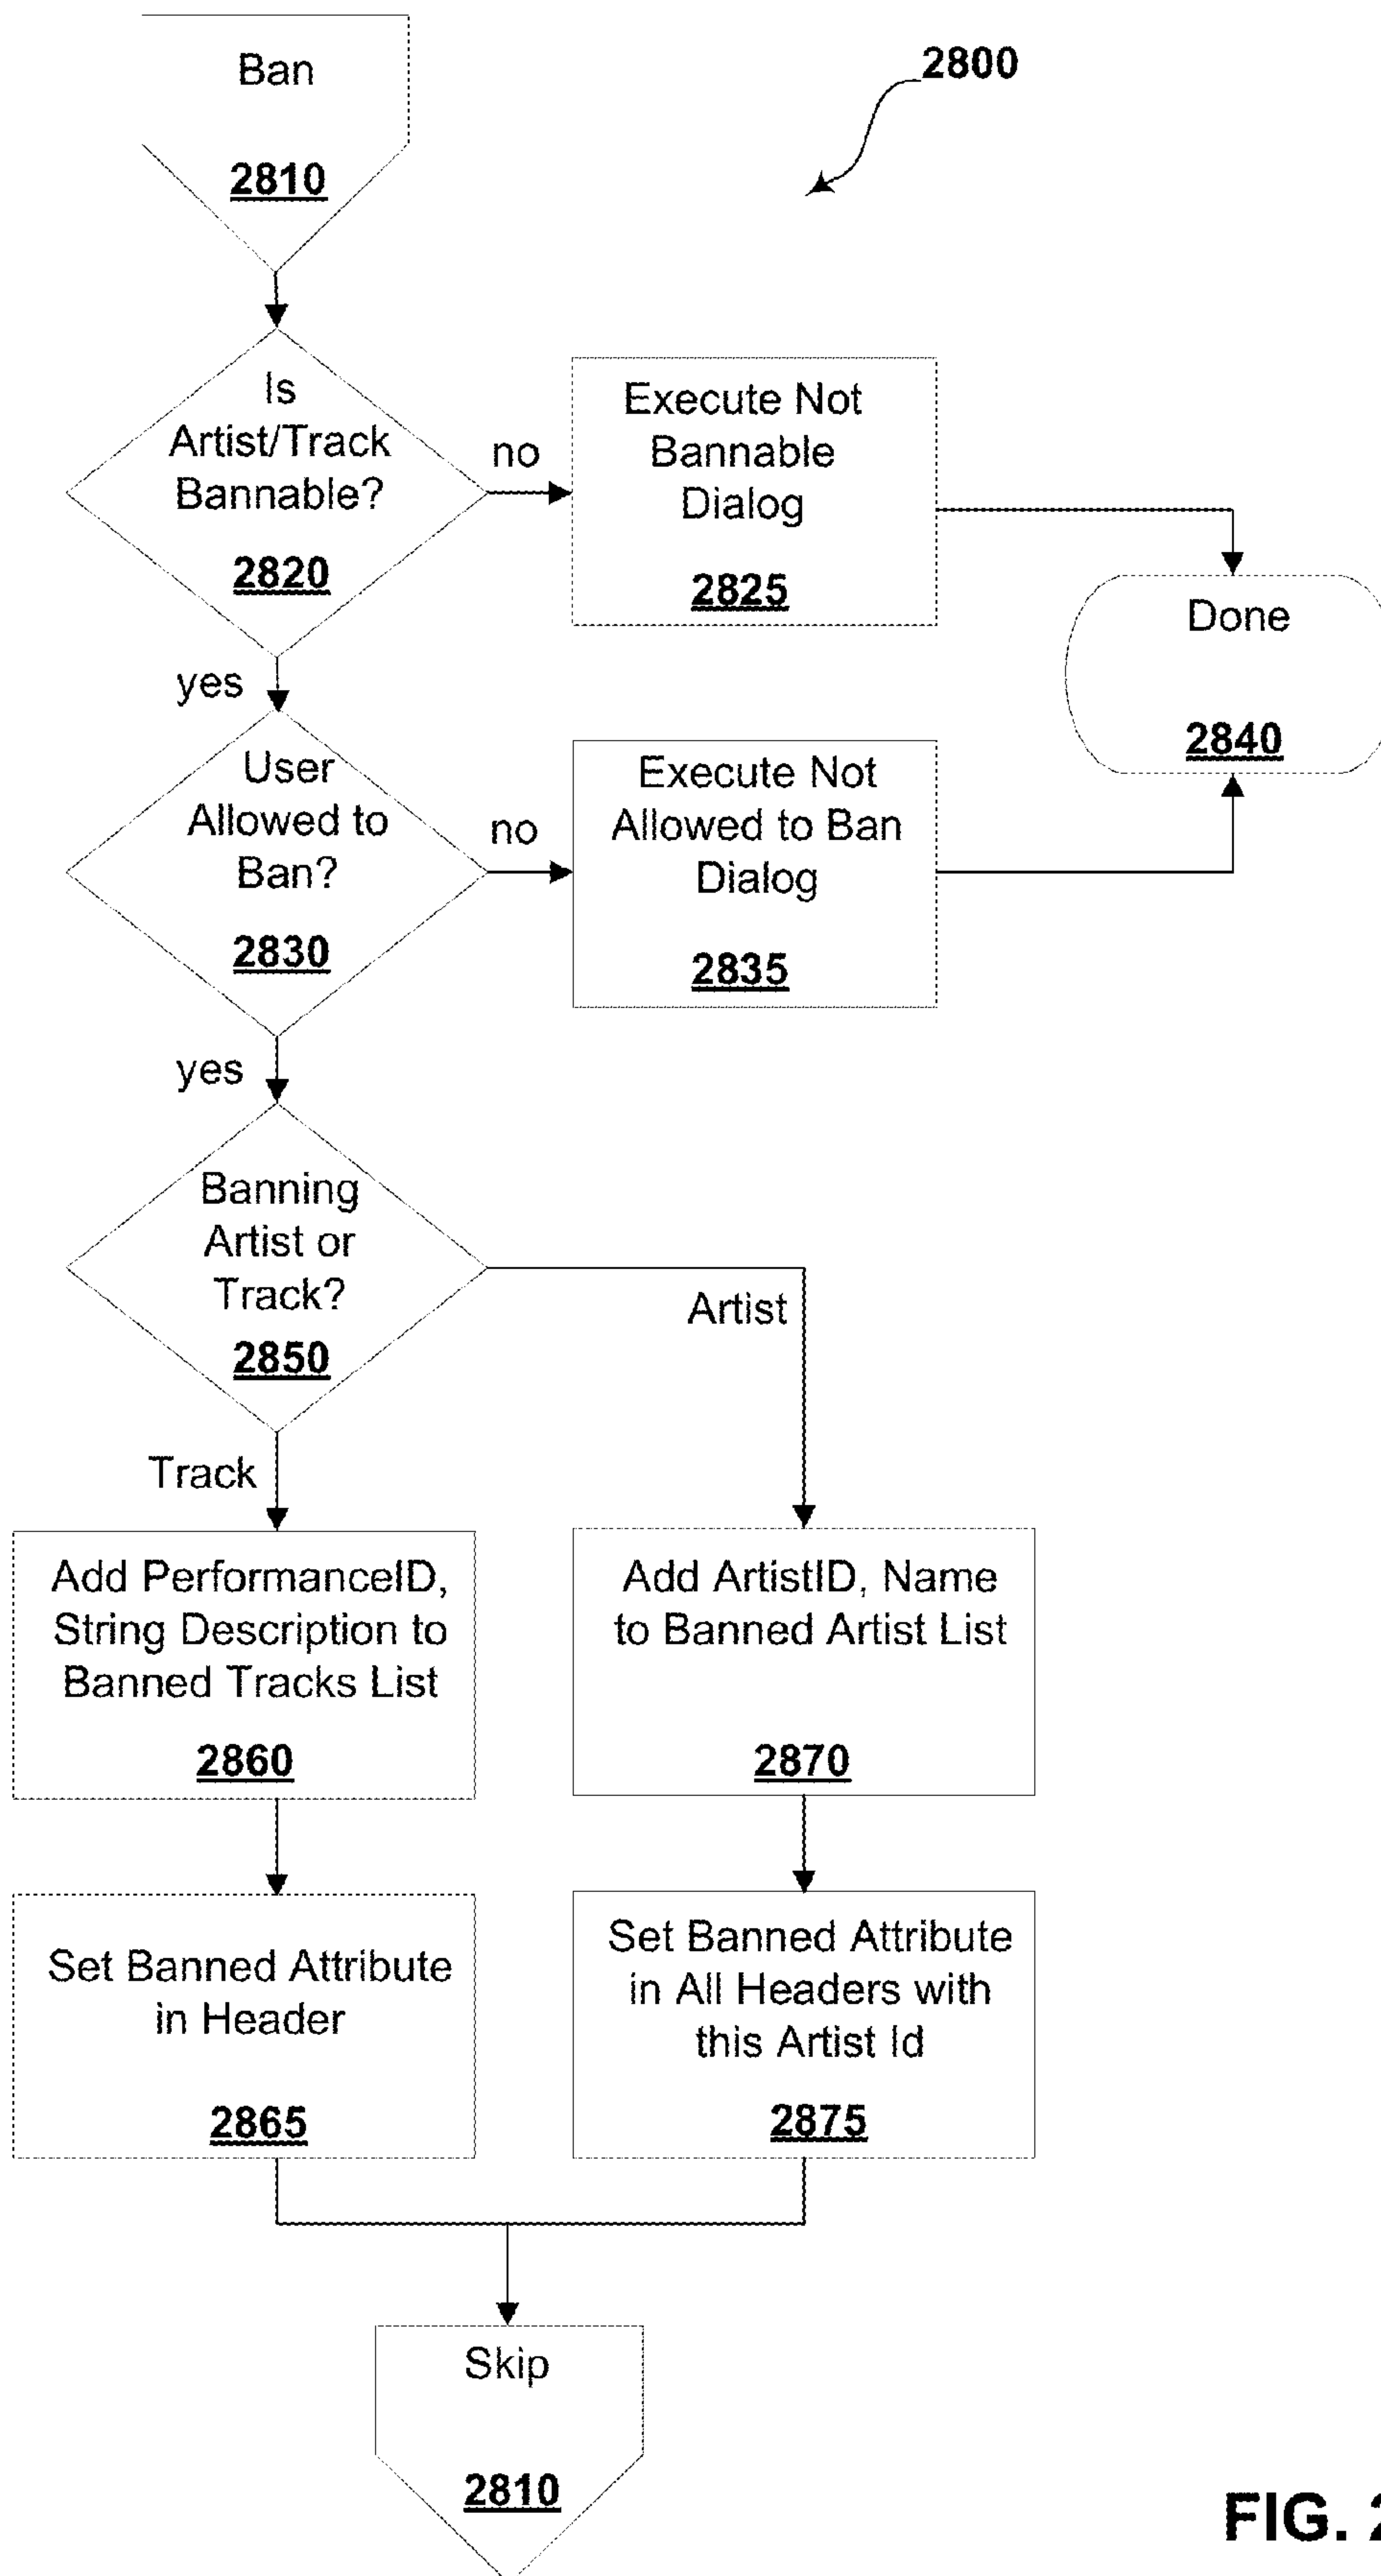 Ban
2810
2800
Is
Artist/Track
Bannable?
2820
no
Execute Not
Bannable
Dialog
2825
Done
2840
yes
User
Allowed to
Ban?
2830
no
Execute Not
Allowed to Ban
Dialog
2835
yes
Banning
Artist or
Track?
2850
Artist
Track
Add PerformanceID,
String Description to
Banned Tracks List
2860
Add ArtistID, Name
to Banned Artist List
2870
Set Banned Attribute
in Header
2865
Set Banned Attribute
in All Headers with
this Artist Id
2875
Skip
2810
FIG.